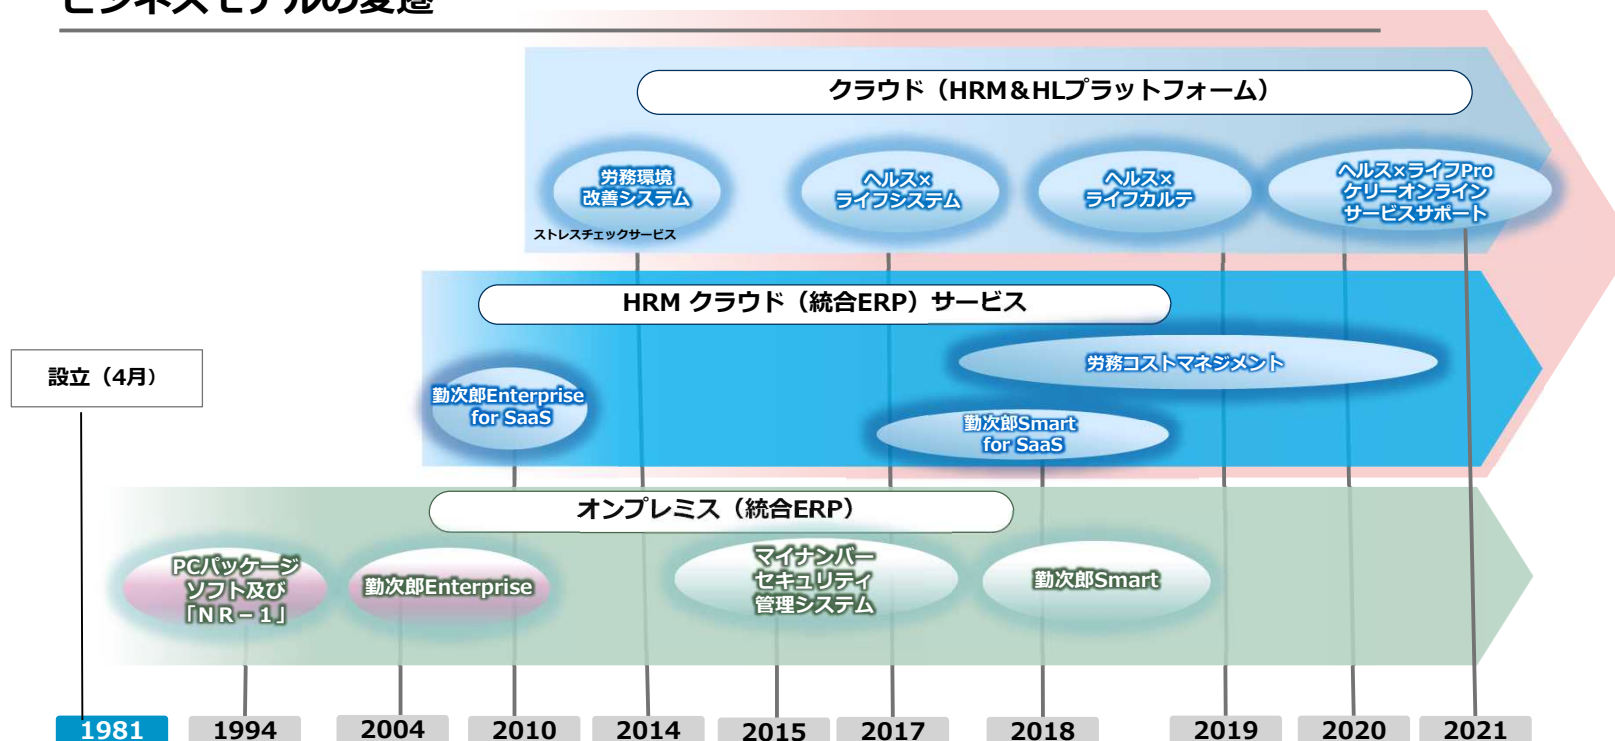 ビジネスモデルの変遷
クラウド（HRM＆HLプラットフォーム）
労務環境
改善システム
ストレスチェックサービス
ヘルス×
ライフシステム
ヘルス×
ライフカルテ
ヘルス×ライフPro
ケリーオンライン
サービスサポート
HRM クラウド（統合ERP）サービス
労務コストマネジメント
設立（4月）
勤次郎Enterprise
for SaaS
勤次郎Smart
for SaaS
オンプレミス（統合ERP）
PCパッケージ
ソフト及び
「ＮＲ－１」
勤次郎Enterprise
マイナンバー
セキュリティ
管理システム
勤次郎Smart
1981
1994
2004
2010
2014
2015
2017
2018
2019
2020
2021